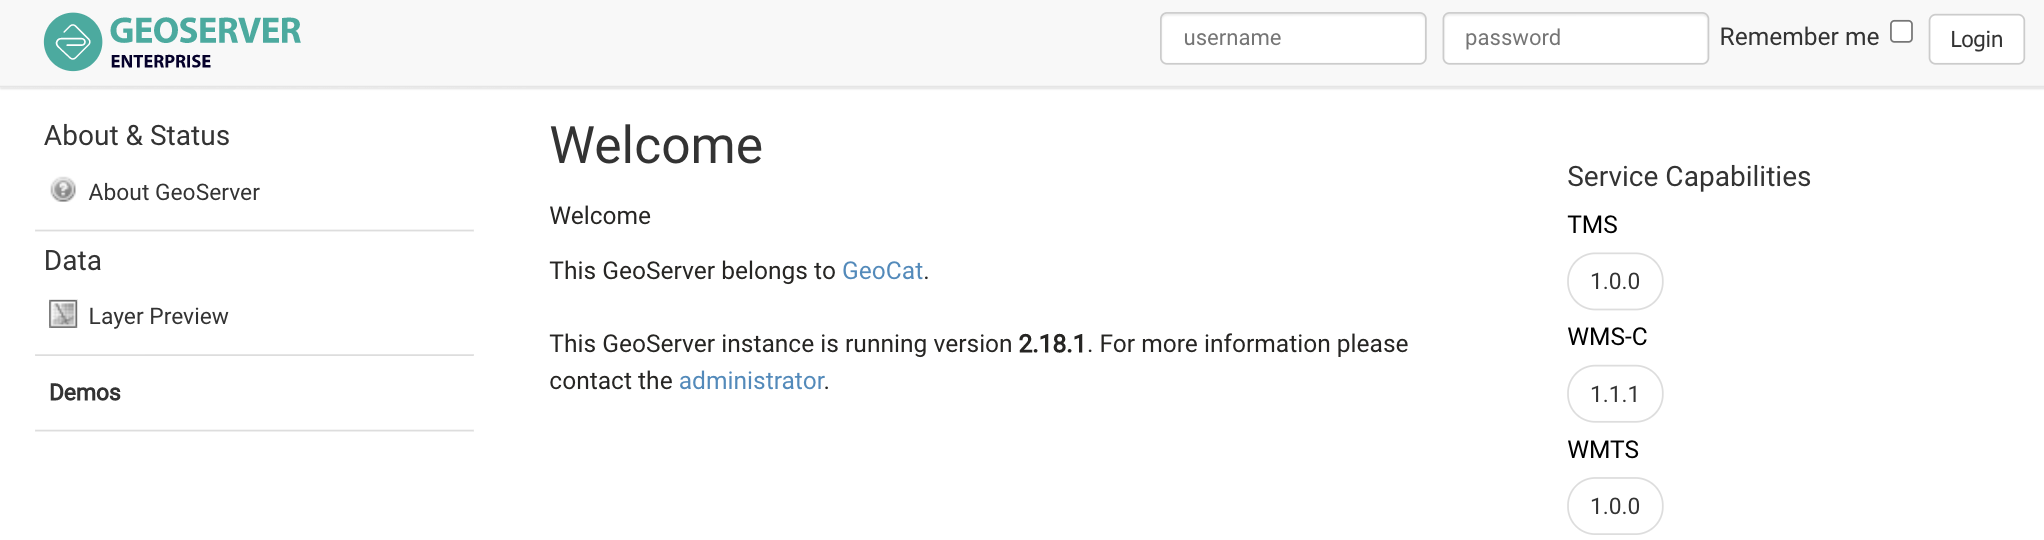 GEOSERVER
ENTERPRISE
username
password
Remember me
Login
About & Status
About GeoServer
Data
Layer Preview
Demos
Welcome
Welcome
This GeoServer belongs to GeoCat.
This GeoServer instance is running version 2.18.1. For more information please
contact the administrator.
Service Capabilities
TMS
1.0.0
WMS-C
1.1.1
WMTS
1.0.0